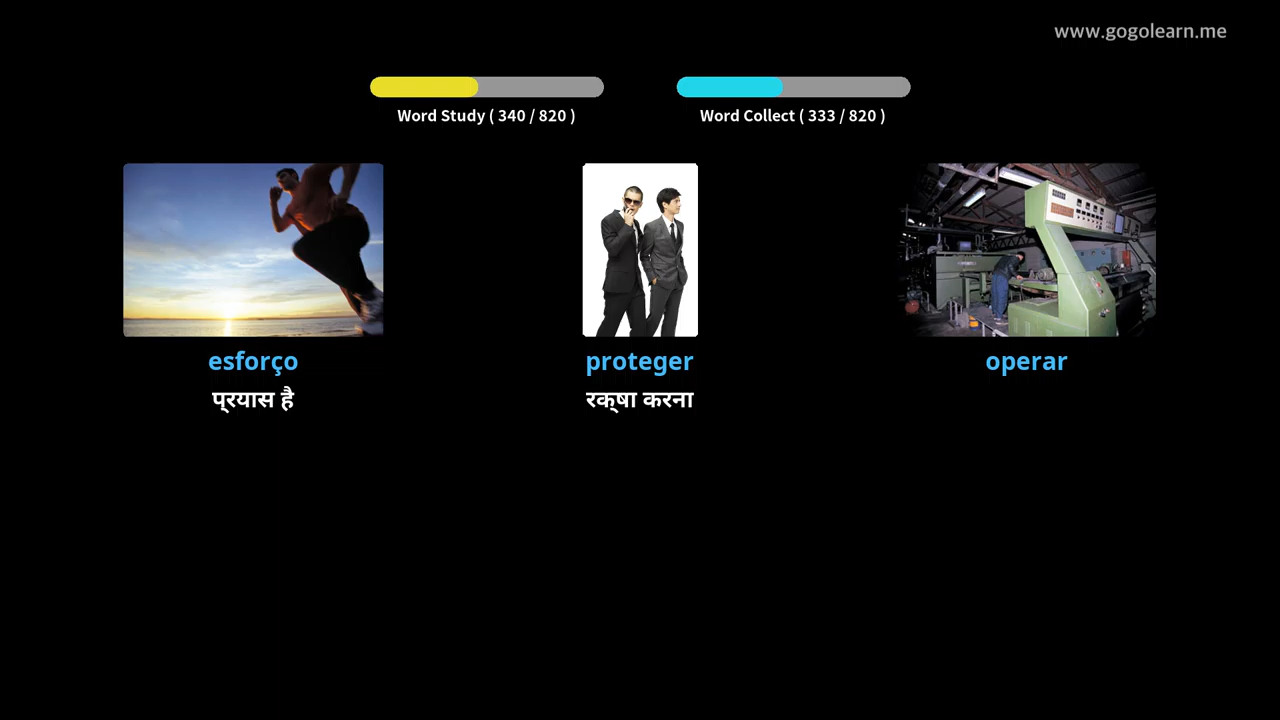 www.gogolearn.me
Word Study ( 340 / 820 )
Word Collect ( 333 / 820 )
esforço
proteger
operar
प्रयास है
रक्षा करना